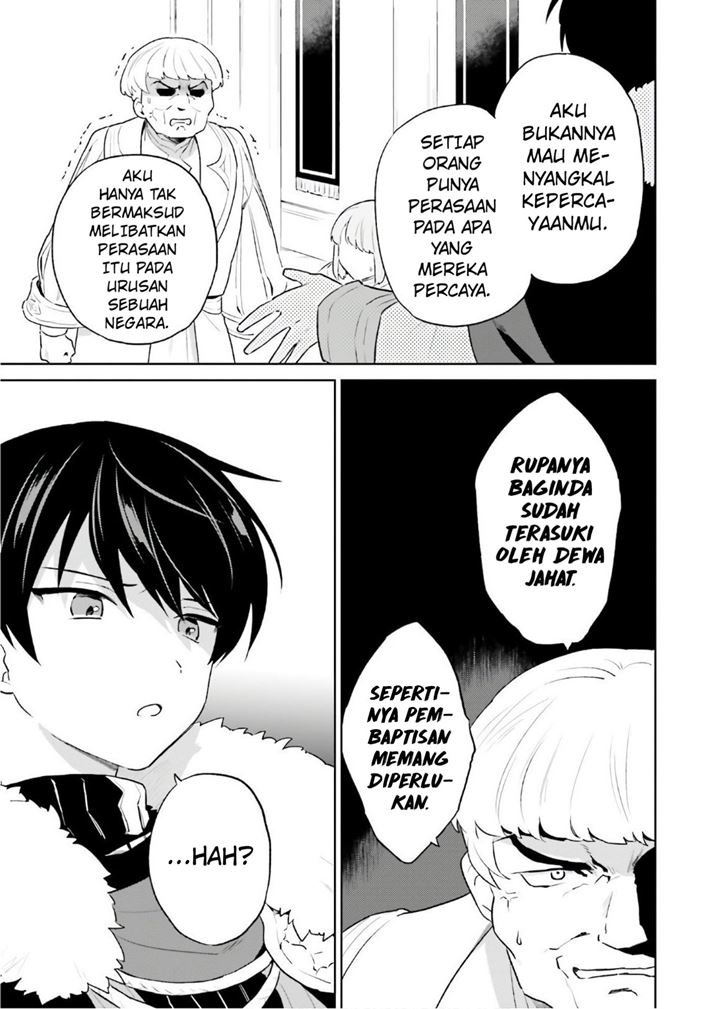 AKU
BUKANNYA
MAU ME-
NYANGKAL
KEPERCA-
YAANMU.
SETIAP
ORANG
PUNYA
PERASAAN
PADA APA
YANG
MEREKA
PERCAYA.
AKU
HANYA TAK
BERMAKSUD
MELIBATKAN
PERASAAN
ITU PADA
URUSAN
SEBUAH
NEGARA.
RUPANYA
BAGINDA
SUDAH
TERASUKI
OLEH DEWA
JAHAT.
SEPERTI-
NYA PEM-
BAPTISAN
MEMANG
DIPERLU-
KAN.
...HAH?